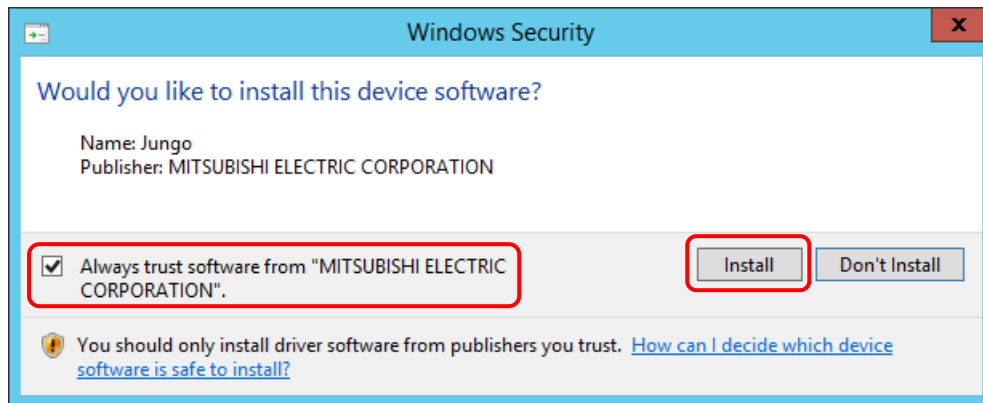 Windows Security
x
Would you like to install this device software?
Name: Jungo
Publisher: MITSUBISHI ELECTRIC CORPORATION
Always trust software from "MITSUBISHI ELECTRIC
CORPORATION".
Install
Don't Install
You should only install driver software from publishers you trust. How can I decide which device
software is safe to install?